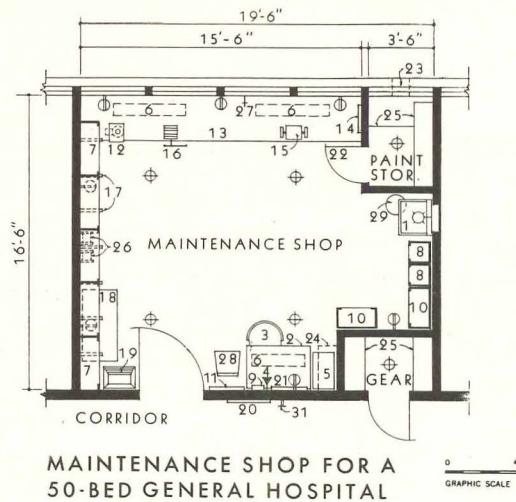 19'-6"
15'-6" 3'-6"
23
6 27 6 25
7 12 13 14
16 15 22 PAINT
STOR.
17 29 1
16'-6"
26 MAINTENANCE SHOP 8
8
18 10 10
3 2 24
28 6 25
7 19 9 4 21 5 GEAR
11
20 31
CORRIDOR
MAINTENANCE SHOP FOR A
50-BED GENERAL HOSPITAL
0 4
GRAPHIC SCALE